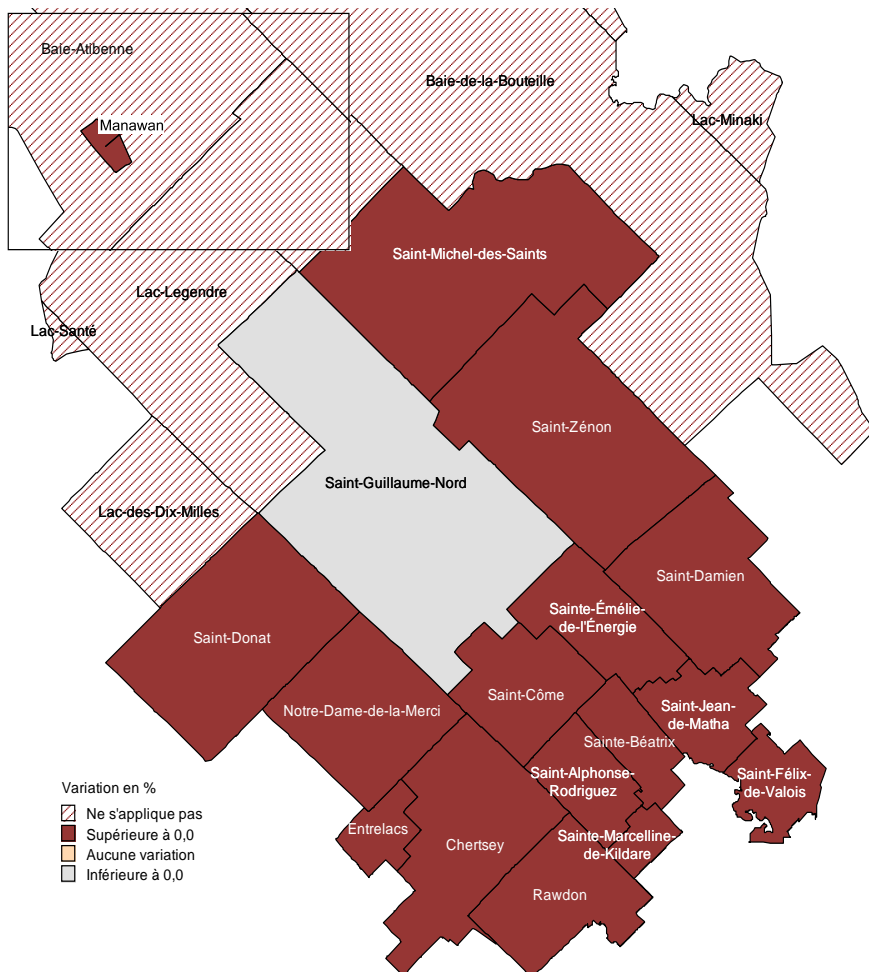 Baie-Atibenne
Baie-de-la-Bouteille
Manawan
Lac-Minaki
Saint-Michel-des-Saints
Lac-Legendre
Lac-Santé
Saint-Zénon
Saint-Guillaume-Nord
Lac-des-Dix-Milles
Saint-Damien
Sainte-Émélie-
de-l'Énergie
Saint-Donat
Saint-Côme
Notre-Dame-de-la-Merci
Saint-Jean-
de-Matha
Sainte-Béatrix
Saint-Alphonse-
Rodriguez
Saint-Félix-
de-Valois
Entrelacs
Chertsey
Sainte-Marcelline-
de-Kildare
Rawdon
Variation en %
Ne s'applique pas
Supérieure à 0,0
Aucune variation
Inférieure à 0,0